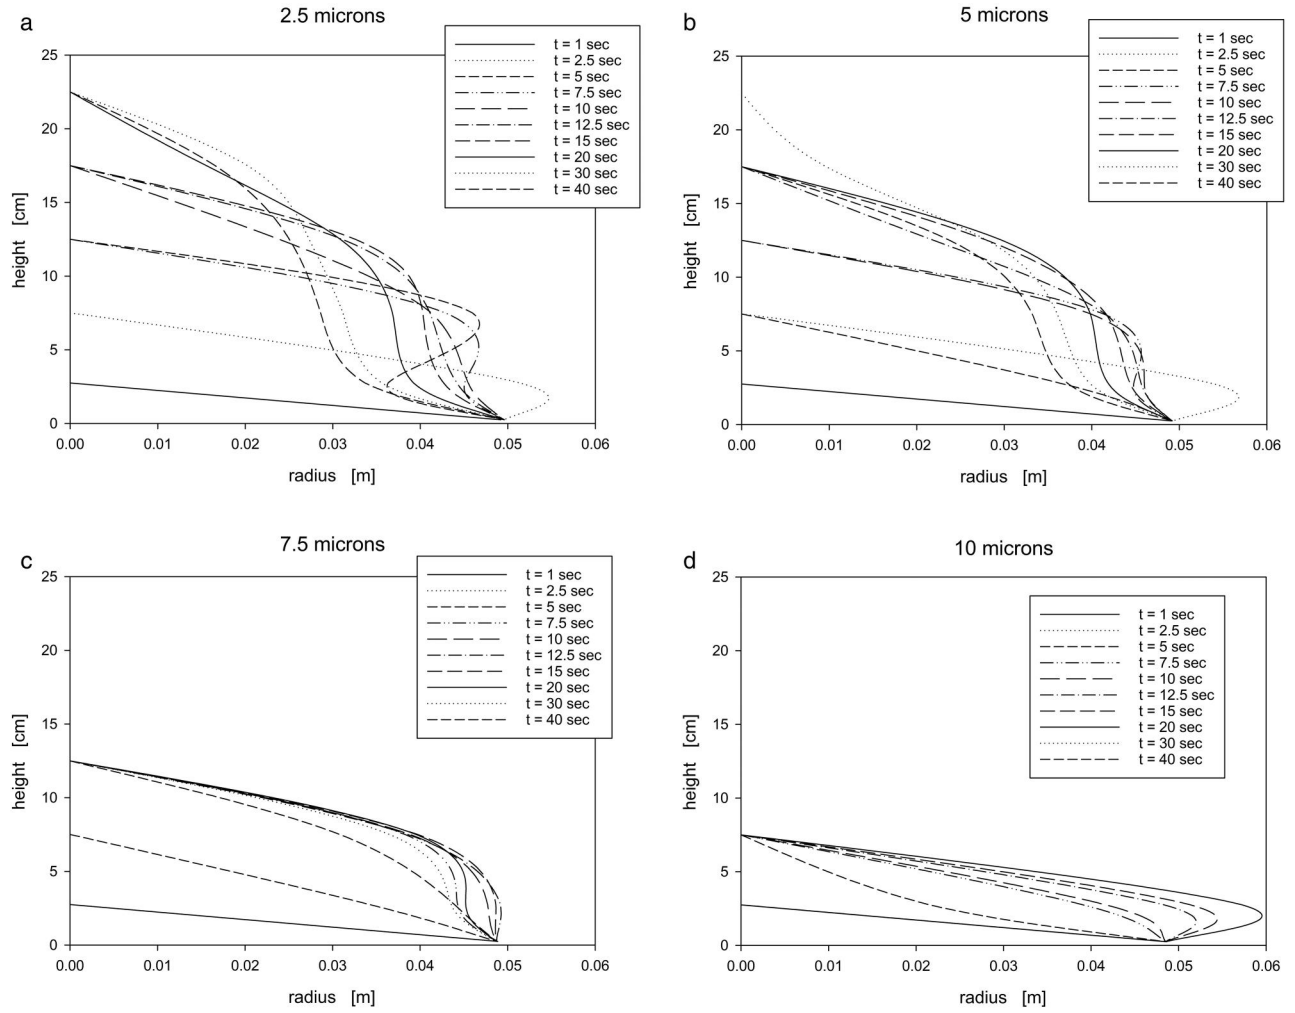 a
2.5 microns
t = 1 sec
t = 2.5 sec
t = 5 sec
t = 7.5 sec
t = 10 sec
t = 12.5 sec
t = 15 sec
t = 20 sec
t = 30 sec
t = 40 sec
25
20
15
10
5
0
height [cm]
0.00 0.01 0.02 0.03 0.04 0.05 0.06
radius [m]
b
5 microns
t = 1 sec
t = 2.5 sec
t = 5 sec
t = 7.5 sec
t = 10 sec
t = 12.5 sec
t = 15 sec
t = 20 sec
t = 30 sec
t = 40 sec
25
20
15
10
5
0
height [cm]
0.00 0.01 0.02 0.03 0.04 0.05 0.06
radius [m]
c
7.5 microns
t = 1 sec
t = 2.5 sec
t = 5 sec
t = 7.5 sec
t = 10 sec
t = 12.5 sec
t = 15 sec
t = 20 sec
t = 30 sec
t = 40 sec
25
20
15
10
5
0
height [cm]
0.00 0.01 0.02 0.03 0.04 0.05 0.06
radius [m]
d
10 microns
t = 1 sec
t = 2.5 sec
t = 5 sec
t = 7.5 sec
t = 10 sec
t = 12.5 sec
t = 15 sec
t = 20 sec
t = 30 sec
t = 40 sec
25
20
15
10
5
0
height [cm]
0.00 0.01 0.02 0.03 0.04 0.05 0.06
radius [m]